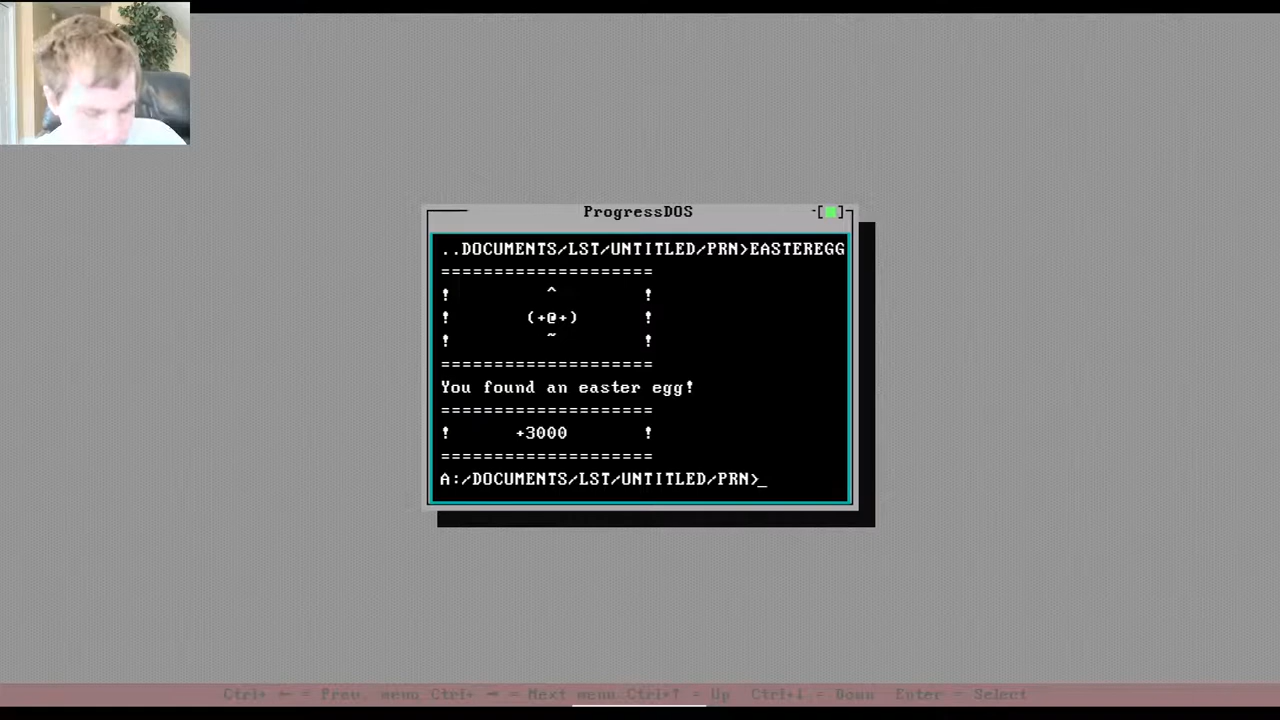 ProgressDOS
-[■]
..DOCUMENTS/LST/UNTITLED/PRN>EASTEREGG
====================
!         ^         !
!       (+@+)       !
!         ~         !
====================
You found an easter egg!
====================
!      +3000        !
====================
A:/DOCUMENTS/LST/UNTITLED/PRN>_
Ctrl+ ← = Prev. menu Ctrl+ → = Next menu Ctrl+↑ = Up Ctrl+↓ = Down Enter = Select